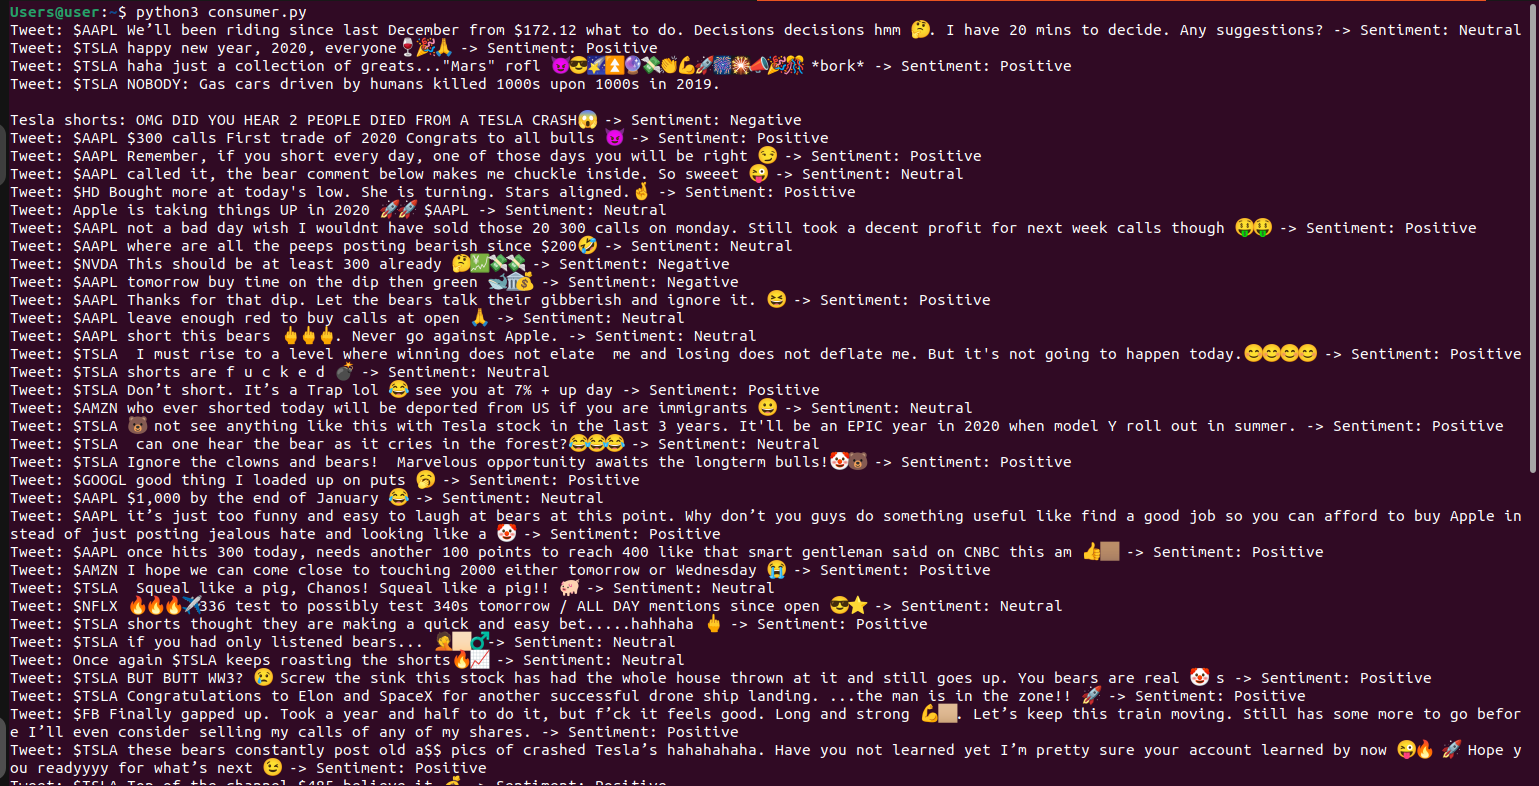 Users@user:~$ python3 consumer.py
Tweet: $AAPL We’ll been riding since last December from $172.12 what to do. Decisions decisions hmm 🤔. I have 20 mins to decide. Any suggestions? -> Sentiment: Neutral
Tweet: $TSLA happy new year, 2020, everyone🍷🎉🙏 -> Sentiment: Positive
Tweet: $TSLA haha just a collection of greats..."Mars" rofl 😈😎🌠⏫🔮💸👏💪🚀🎆🎇📣🎉🎊 *bork* -> Sentiment: Positive
Tweet: $TSLA NOBODY: Gas cars driven by humans killed 1000s upon 1000s in 2019.
Tesla shorts: OMG DID YOU HEAR 2 PEOPLE DIED FROM A TESLA CRASH😱 -> Sentiment: Negative
Tweet: $AAPL $300 calls First trade of 2020 Congrats to all bulls 😈 -> Sentiment: Positive
Tweet: $AAPL Remember, if you short every day, one of those days you will be right 😏 -> Sentiment: Positive
Tweet: $AAPL called it, the bear comment below makes me chuckle inside. So sweeet 😜 -> Sentiment: Neutral
Tweet: $HD Bought more at today's low. She is turning. Stars aligned.🤞 -> Sentiment: Positive
Tweet: Apple is taking things UP in 2020 🚀🚀 $AAPL -> Sentiment: Neutral
Tweet: $AAPL not a bad day wish I wouldnt have sold those 20 300 calls on monday. Still took a decent profit for next week calls though 🤑🤑 -> Sentiment: Positive
Tweet: $AAPL where are all the peeps posting bearish since $200🤣 -> Sentiment: Neutral
Tweet: $NVDA This should be at least 300 already 🤔💹💸💸 -> Sentiment: Negative
Tweet: $AAPL tomorrow buy time on the dip then green 🐋🏦💰 -> Sentiment: Negative
Tweet: $AAPL Thanks for that dip. Let the bears talk their gibberish and ignore it. 😆 -> Sentiment: Positive
Tweet: $AAPL leave enough red to buy calls at open 🙏 -> Sentiment: Neutral
Tweet: $AAPL short this bears 🖕🖕🖕. Never go against Apple. -> Sentiment: Neutral
Tweet: $TSLA  I must rise to a level where winning does not elate  me and losing does not deflate me. But it's not going to happen today.😊😊😊😊 -> Sentiment: Positive
Tweet: $TSLA shorts are f u c k e d 💣 -> Sentiment: Neutral
Tweet: $TSLA Don’t short. It’s a Trap lol 😂 see you at 7% + up day -> Sentiment: Positive
Tweet: $AMZN who ever shorted today will be deported from US if you are immigrants 😀 -> Sentiment: Neutral
Tweet: $TSLA 🐻 not see anything like this with Tesla stock in the last 3 years. It'll be an EPIC year in 2020 when model Y roll out in summer. -> Sentiment: Positive
Tweet: $TSLA  can one hear the bear as it cries in the forest?😂😂😂 -> Sentiment: Neutral
Tweet: $TSLA Ignore the clowns and bears!  Marvelous opportunity awaits the longterm bulls!🤡🐻 -> Sentiment: Positive
Tweet: $GOOGL good thing I loaded up on puts 🥱 -> Sentiment: Positive
Tweet: $AAPL $1,000 by the end of January 😂 -> Sentiment: Neutral
Tweet: $AAPL it’s just too funny and easy to laugh at bears at this point. Why don’t you guys do something useful like find a good job so you can afford to buy Apple in
stead of just posting jealous hate and looking like a 🤡 -> Sentiment: Positive
Tweet: $AAPL once hits 300 today, needs another 100 points to reach 400 like that smart gentleman said on CNBC this am 👍🏽 -> Sentiment: Positive
Tweet: $AMZN I hope we can come close to touching 2000 either tomorrow or Wednesday 😭 -> Sentiment: Positive
Tweet: $TSLA  Squeal like a pig, Chanos! Squeal like a pig!! 🐖 -> Sentiment: Neutral
Tweet: $NFLX 🔥🔥🔥✈️336 test to possibly test 340s tomorrow / ALL DAY mentions since open 😎⭐ -> Sentiment: Neutral
Tweet: $TSLA shorts thought they are making a quick and easy bet.....hahhaha 🖕 -> Sentiment: Positive
Tweet: $TSLA if you had only listened bears... 🤦🏻‍♂️-> Sentiment: Neutral
Tweet: Once again $TSLA keeps roasting the shorts🔥📈 -> Sentiment: Neutral
Tweet: $TSLA BUT BUTT WW3? 😢 Screw the sink this stock has had the whole house thrown at it and still goes up. You bears are real 🤡 s -> Sentiment: Positive
Tweet: $TSLA Congratulations to Elon and SpaceX for another successful drone ship landing. ...the man is in the zone!! 🚀 -> Sentiment: Positive
Tweet: $FB Finally gapped up. Took a year and half to do it, but f’ck it feels good. Long and strong 💪🏽. Let’s keep this train moving. Still has some more to go befor
e I’ll even consider selling my calls of any of my shares. -> Sentiment: Positive
Tweet: $TSLA these bears constantly post old a$$ pics of crashed Tesla’s hahahahaha. Have you not learned yet I’m pretty sure your account learned by now 😜🔥 🚀 Hope y
ou readyyyy for what’s next 😉 -> Sentiment: Positive
Tweet: $TSLA Top of the channel $485 believe it 💰 -> Sentiment: Positive